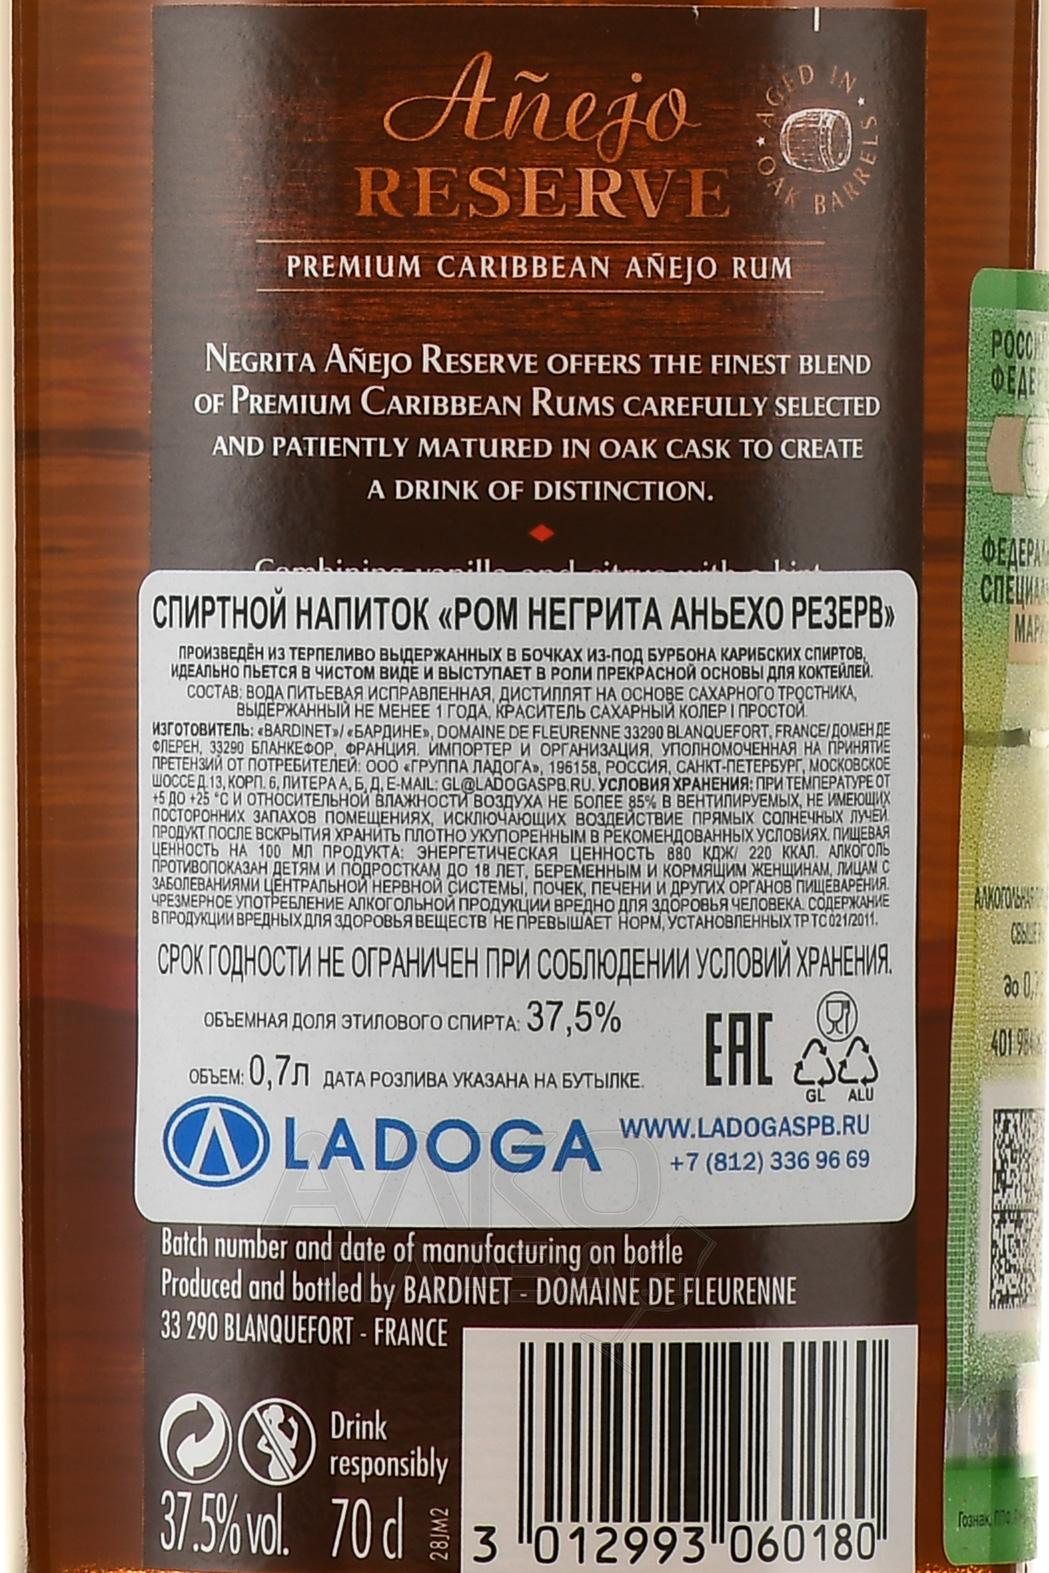 Añejo
RESERVE
AGED IN OAK BARRELS
PREMIUM CARIBBEAN AÑEJO RUM
NEGRITA AÑEJO RESERVE OFFERS THE FINEST BLEND
OF PREMIUM CARIBBEAN RUMS CAREFULLY SELECTED
AND PATIENTLY MATURED IN OAK CASK TO CREATE
A DRINK OF DISTINCTION.
Combining vanilla and citrus with a hint
СПИРТНОЙ НАПИТОК «РОМ НЕГРИТА АНЬЕХО РЕЗЕРВ»
ПРОИЗВЕДЁН ИЗ ТЕРПЕЛИВО ВЫДЕРЖАННЫХ В БОЧКАХ ИЗ-ПОД БУРБОНА КАРИБСКИХ СПИРТОВ,
ИДЕАЛЬНО ПЬЕТСЯ В ЧИСТОМ ВИДЕ И ВЫСТУПАЕТ В РОЛИ ПРЕКРАСНОЙ ОСНОВЫ ДЛЯ КОКТЕЙЛЕЙ.
СОСТАВ: ВОДА ПИТЬЕВАЯ ИСПРАВЛЕННАЯ, ДИСТИЛЛЯТ НА ОСНОВЕ САХАРНОГО ТРОСТНИКА,
ВЫДЕРЖАННЫЙ НЕ МЕНЕЕ 1 ГОДА, КРАСИТЕЛЬ САХАРНЫЙ КОЛЕР I ПРОСТОЙ.
ИЗГОТОВИТЕЛЬ: «BARDINET»/ «БАРДИНЕ», DOMAINE DE FLEURENNE 33290 BLANQUEFORT, FRANCE/ДОМЕН ДЕ
ФЛЕРЕН, 33290 БЛАНКЕФОР, ФРАНЦИЯ. ИМПОРТЕР И ОРГАНИЗАЦИЯ, УПОЛНОМОЧЕННАЯ НА ПРИНЯТИЕ
ПРЕТЕНЗИЙ ОТ ПОТРЕБИТЕЛЕЙ: ООО «ГРУППА ЛАДОГА», 196158, РОССИЯ, САНКТ-ПЕТЕРБУРГ, МОСКОВСКОЕ
ШОССЕ Д.13, КОРП. 6, ЛИТЕРА А, Б, Д, E-MAIL: GL@LADOGASPB.RU. УСЛОВИЯ ХРАНЕНИЯ: ПРИ ТЕМПЕРАТУРЕ ОТ
+5 ДО +25 °С И ОТНОСИТЕЛЬНОЙ ВЛАЖНОСТИ ВОЗДУХА НЕ БОЛЕЕ 85% В ВЕНТИЛИРУЕМЫХ, НЕ ИМЕЮЩИХ
ПОСТОРОННИХ ЗАПАХОВ ПОМЕЩЕНИЯХ, ИСКЛЮЧАЮЩИХ ВОЗДЕЙСТВИЕ ПРЯМЫХ СОЛНЕЧНЫХ ЛУЧЕЙ.
ПРОДУКТ ПОСЛЕ ВСКРЫТИЯ ХРАНИТЬ ПЛОТНО УКУПОРЕННЫМ В РЕКОМЕНДОВАННЫХ УСЛОВИЯХ. ПИЩЕВАЯ
ЦЕННОСТЬ НА 100 МЛ ПРОДУКТА: ЭНЕРГЕТИЧЕСКАЯ ЦЕННОСТЬ 880 КДЖ/ 220 ККАЛ. АЛКОГОЛЬ
ПРОТИВОПОКАЗАН ДЕТЯМ И ПОДРОСТКАМ ДО 18 ЛЕТ, БЕРЕМЕННЫМ И КОРМЯЩИМ ЖЕНЩИНАМ, ЛИЦАМ С
ЗАБОЛЕВАНИЯМИ ЦЕНТРАЛЬНОЙ НЕРВНОЙ СИСТЕМЫ, ПОЧЕК, ПЕЧЕНИ И ДРУГИХ ОРГАНОВ ПИЩЕВАРЕНИЯ.
ЧРЕЗМЕРНОЕ УПОТРЕБЛЕНИЕ АЛКОГОЛЬНОЙ ПРОДУКЦИИ ВРЕДНО ДЛЯ ЗДОРОВЬЯ ЧЕЛОВЕКА. СОДЕРЖАНИЕ
В ПРОДУКЦИИ ВРЕДНЫХ ДЛЯ ЗДОРОВЬЯ ВЕЩЕСТВ НЕ ПРЕВЫШАЕТ НОРМ, УСТАНОВЛЕННЫХ ТР ТС 021/2011.
СРОК ГОДНОСТИ НЕ ОГРАНИЧЕН ПРИ СОБЛЮДЕНИИ УСЛОВИЙ ХРАНЕНИЯ.
ОБЪЕМНАЯ ДОЛЯ ЭТИЛОВОГО СПИРТА: 37,5%
ОБЪЕМ: 0,7Л ДАТА РОЗЛИВА УКАЗАНА НА БУТЫЛКЕ.
EAC
GL ALU
LADOGA
WWW.LADOGASPB.RU
+7 (812) 336 96 69
Batch number and date of manufacturing on bottle
Produced and bottled by BARDINET - DOMAINE DE FLEURENNE
33 290 BLANQUEFORT - FRANCE
Drink
responsibly
37.5% vol. 70 cl
28JM2
3 012993 060180